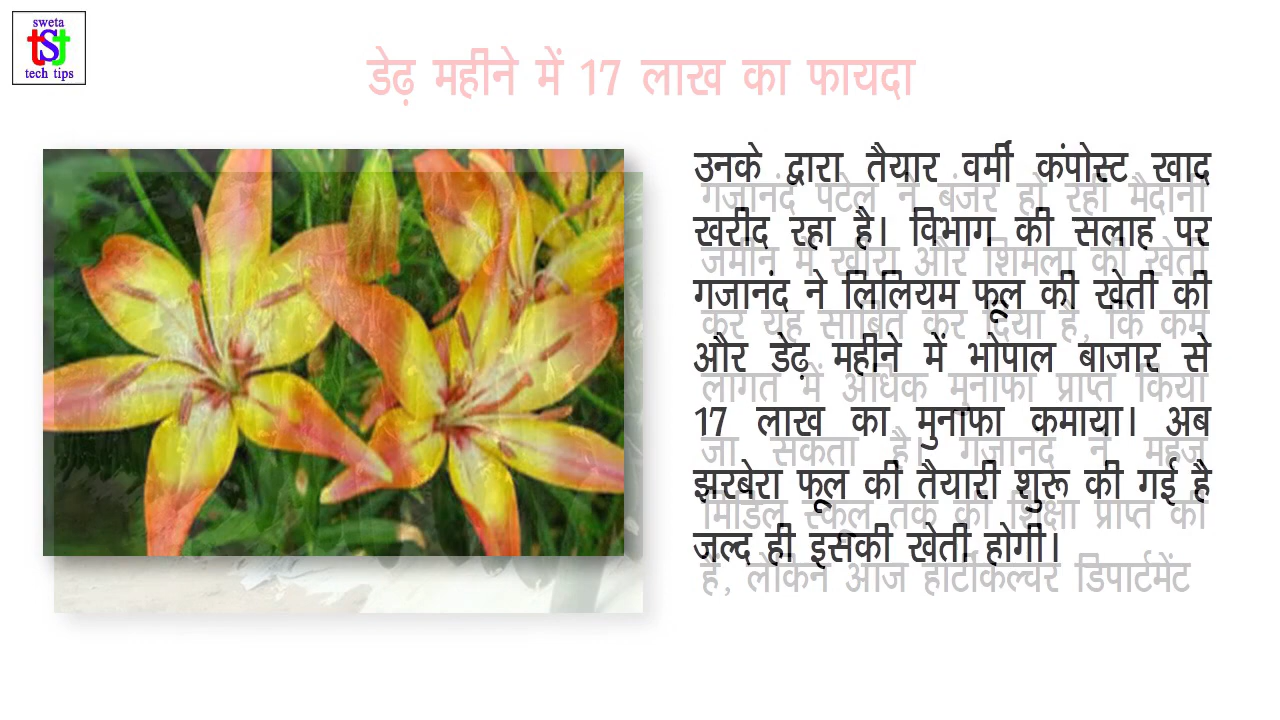 sweta
tst
tech tips
डेढ़ महीने में 17 लाख का फायदा
उनके द्वारा तैयार वर्मी कंपोस्ट खाद
खरीद रहा है। विभाग की सलाह पर
गजानंद ने लिलियम फूल की खेती की
और डेढ़ महीने में भोपाल बाजार से
17 लाख का मुनाफा कमाया। अब
झरबेरा फूल की तैयारी शुरू की गई है
जल्द ही इसकी खेती होगी।
गजानंद पटेल ने बंजर हो रही मैदानी
जमीन में खीरा और शिमला की खेती
कर यह साबित कर दिया है, कि कम
लागत में अधिक मुनाफा प्राप्त किया
जा सकता है। गजानंद ने महज
मिडिल स्कूल तक की शिक्षा प्राप्त की
है, लेकिन आज हार्टीकल्चर डिपार्टमेंट